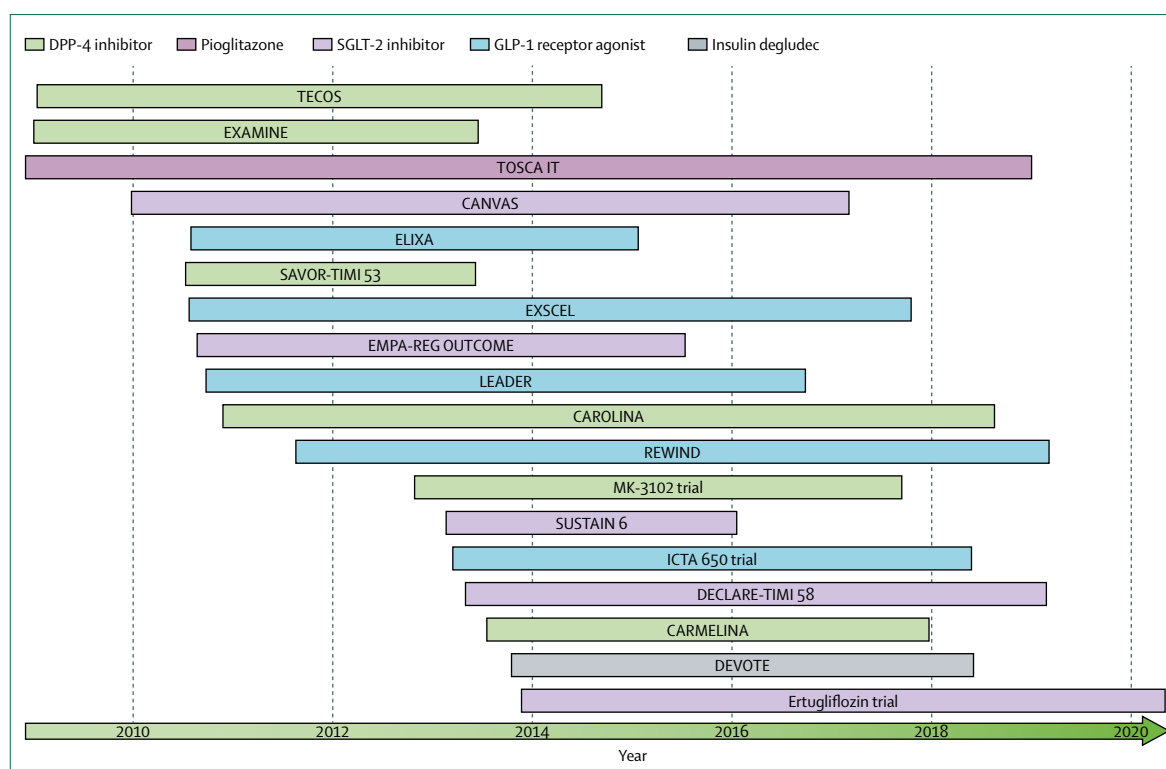 DPP-4 inhibitor Pioglitazone SGLT-2 inhibitor GLP-1 receptor agonist Insulin degludec
TECOS
EXAMINE
TOSCA IT
CANVAS
ELIXA
SAVOR-TIMI 53
EXSCEL
EMPA-REG OUTCOME
LEADER
CAROLINA
REWIND
MK-3102 trial
SUSTAIN 6
ICTA 650 trial
DECLARE-TIMI 58
CARMELINA
DEVOTE
Ertugliflozin trial
2010 2012 2014 2016 2018 2020
Year